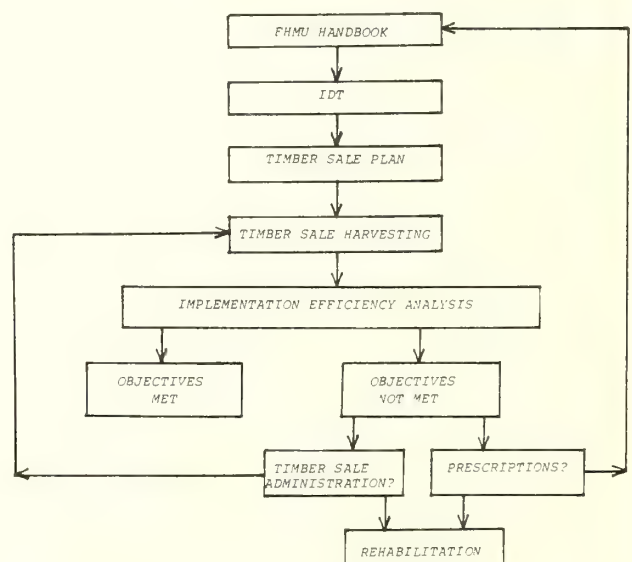 FHMU HANDBOOK
IDT
TIMBER SALE PLAN
TIMBER SALE HARVESTING
IMPLEMENTATION EFFICIENCY ANALYSIS
OBJECTIVES
MET
OBJECTIVES
NOT MET
TIMBER SALE
ADMINISTRATION?
PRESCRIPTIONS?
REHABILITATION